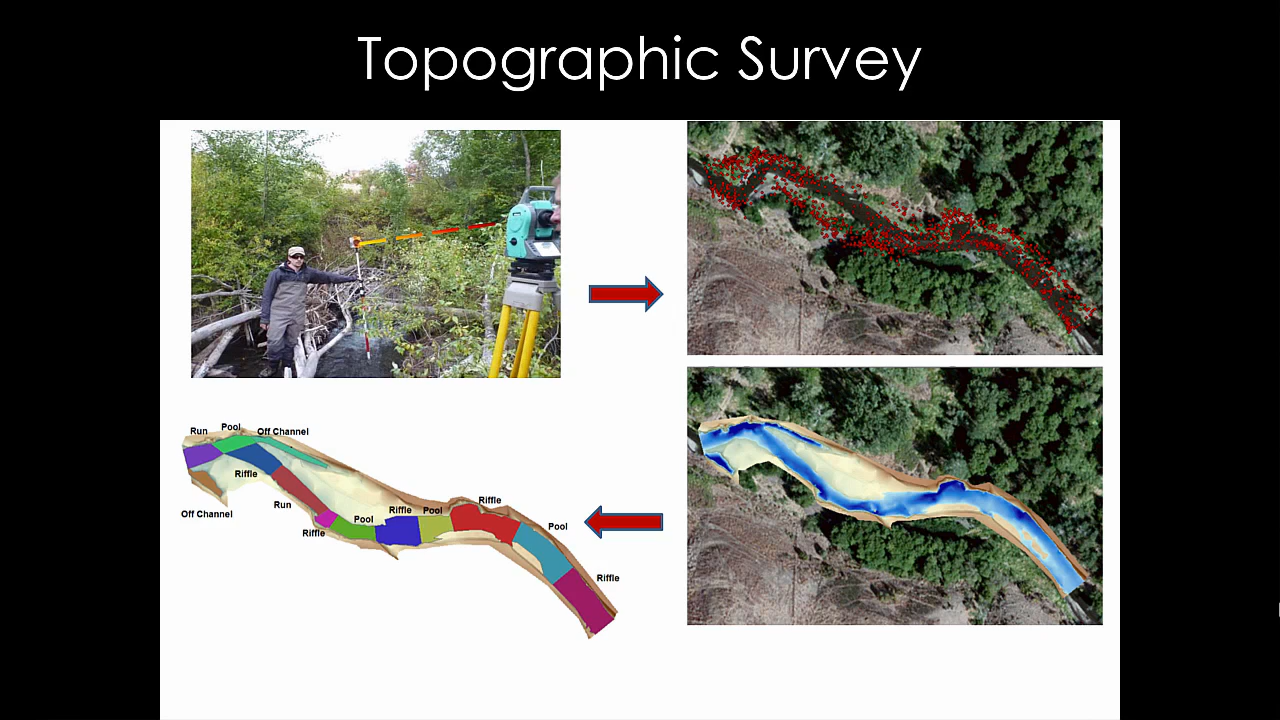 Topographic Survey
Run
Pool
Off Channel
Riffle
Off Channel
Run
Riffle
Pool
Riffle
Pool
Riffle
Pool
Riffle